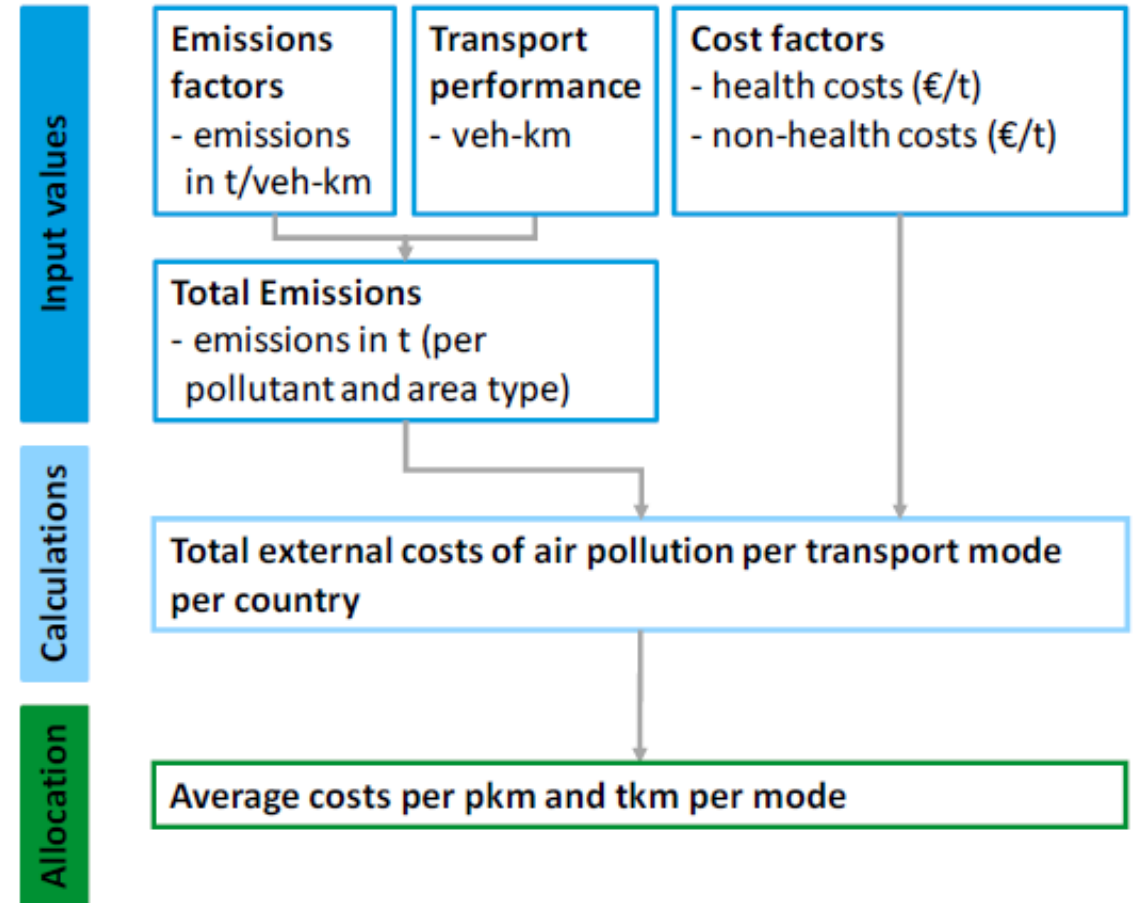 Input values
Emissions
factors
- emissions
in t/veh-km
Transport
performance
- veh-km
Cost factors
- health costs (€/t)
- non-health costs (€/t)
Total Emissions
- emissions in t (per
pollutant and area type)
Calculations
Total external costs of air pollution per transport mode
per country
Allocation
Average costs per pkm and tkm per mode